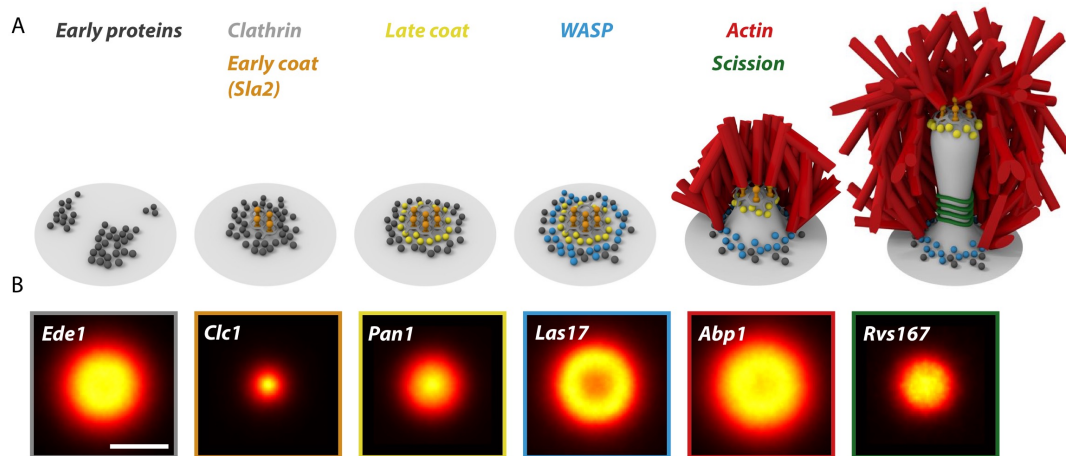 A
Early proteins
Clathrin
Early coat
(Sla2)
Late coat
WASP
Actin
Scission
B
Ede1
Clc1
Pan1
Las17
Abp1
Rvs167